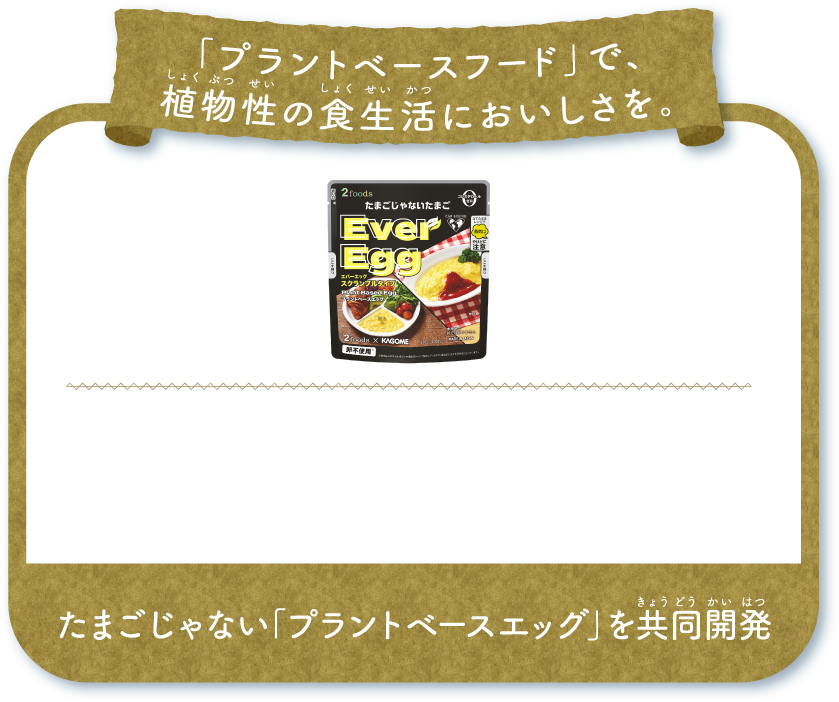 「プラントベースフード」で、
しょく ぶつ せい しょく せい かつ
植物性の食生活においしさを。
2foods
たまごじゃないたまご
Ever
Egg
エバーエッグ
スクランブルタイプ
Plant Based Egg
プラントベースエッグ
2foods × KAGOME
卵不使用
注意
きょう どう かい はつ
たまごじゃない「プラントベースエッグ」を共同開発